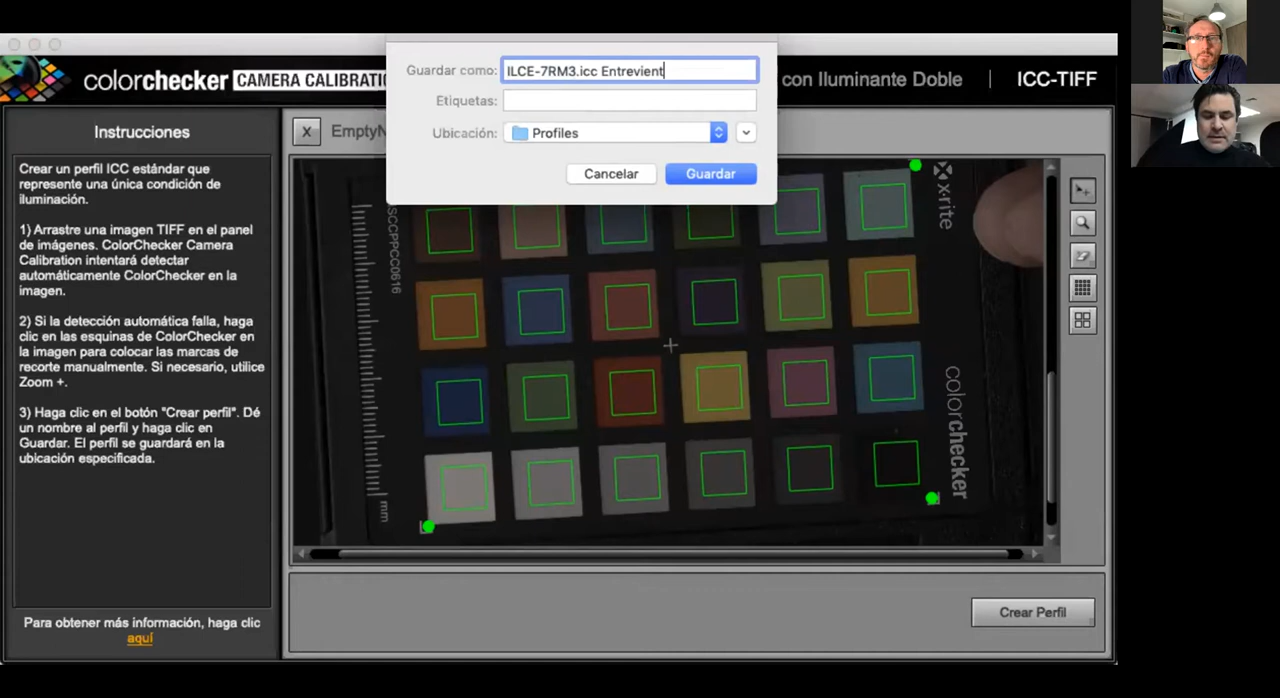 Guardar como: ILCE-7RM3.icc Entrevient
Etiquetas:
Ubicación: Profiles
Cancelar Guardar
colorchecker CAMERA CALIBRATIO
con Iluminante Doble | ICC-TIFF
Instrucciones
Crear un perfil ICC estándar que
represente una única condición de
iluminación.
1) Arrastre una imagen TIFF en el panel
de imágenes. ColorChecker Camera
Calibration intentará detectar
automáticamente ColorChecker en la
imagen.
2) Si la detección automática falla, haga
clic en las esquinas de ColorChecker en
la imagen para colocar las marcas de
recorte manualmente. Si necesario, utilice
Zoom +.
3) Haga clic en el botón "Crear perfil". Dé
un nombre al perfil y haga clic en
Guardar. El perfil se guardará en la
ubicación especificada.
Para obtener más información, haga clic
aquí
X EmptyN
SCCPPCC0616
mm
x·rite
colorchecker
Crear Perfil